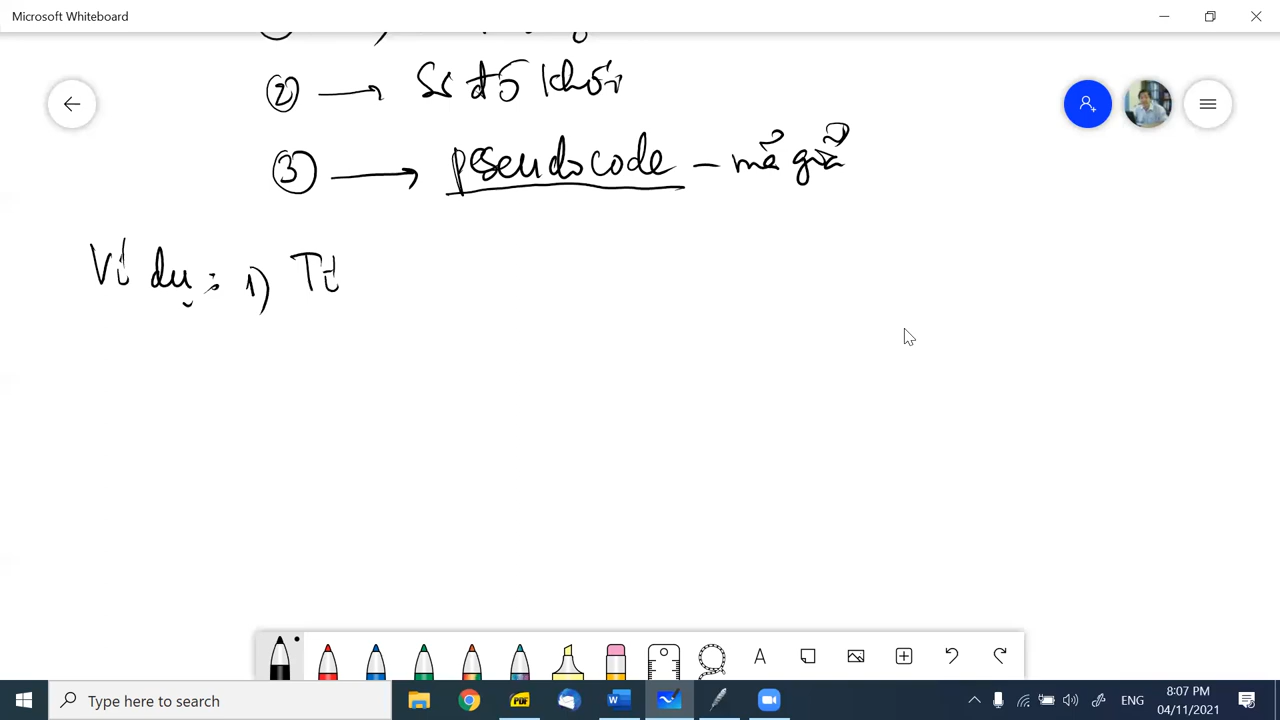 Microsoft Whiteboard
② → Sơ đồ khối
③ → pseudocode – mã giả
Ví dụ: 1) Tí
A
Type here to search
PDF
ENG
8:07 PM
04/11/2021